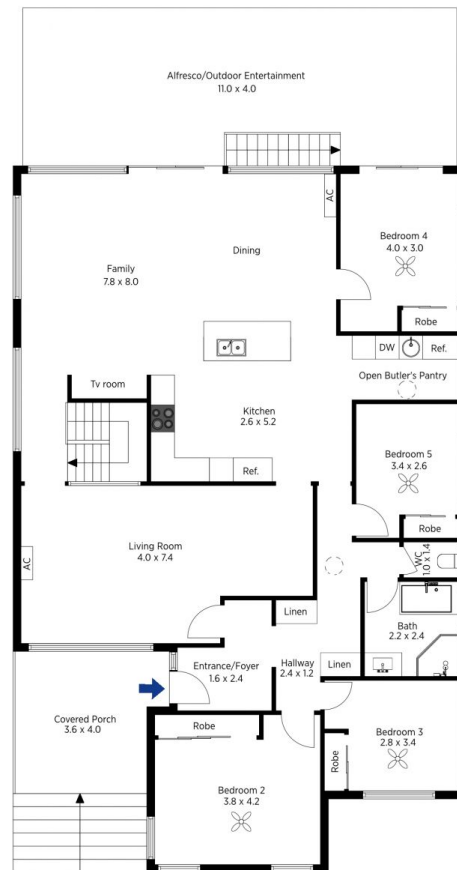 Alfresco/Outdoor Entertainment
11.0 x 4.0
AC
Bedroom 4
4.0 x 3.0
Dining
Family
7.8 x 8.0
Robe
DW
Ref.
Open Butler's Pantry
Tv room
Kitchen
2.6 x 5.2
Ref.
Bedroom 5
3.4 x 2.6
Robe
Living Room
4.0 x 7.4
AC
WC
1.0 x 1.4
Linen
Bath
2.2 x 2.4
Entrance/Foyer
1.6 x 2.4
Hallway
2.4 x 1.2
Linen
Covered Porch
3.6 x 4.0
Robe
Bedroom 3
2.8 x 3.4
Robe
Bedroom 2
3.8 x 4.2